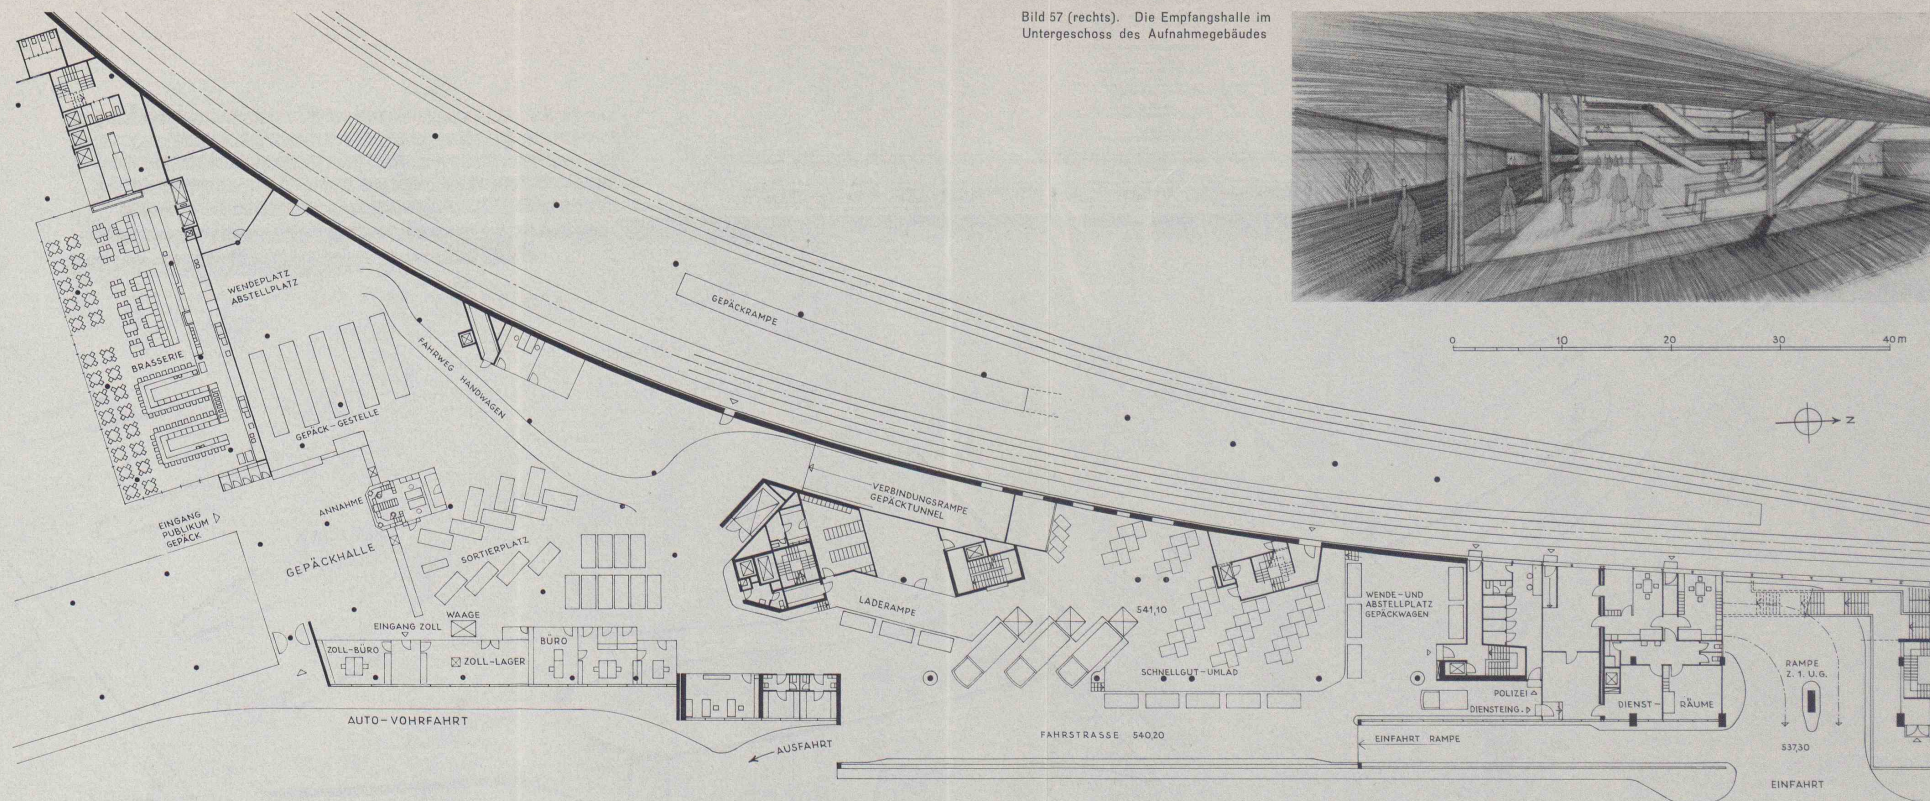 Bild 57 (rechts). Die Empfangshalle im
Untergeschoss des Aufnahmegebäudes
0 10 20 30 40 m
N
WENDEPLATZ
ABSTELLPLATZ
GEPÄCKRAMPE
BRASSERIE
FAHRWEG HANDWAGEN
GEPÄCK-GESTELLE
EINGANG
PUBLIKUM
GEPÄCK
ANNAHME
GEPÄCKHALLE
SORTIERPLATZ
VERBINDUNGSRAMPE
GEPÄCKTUNNEL
LADERAMPE
541,10
WENDE- UND
ABSTELLPLATZ
GEPÄCKWAGEN
WAAGE
EINGANG ZOLL
ZOLL-BÜRO
ZOLL-LAGER
BÜRO
SCHNELLGUT-UMLAD
POLIZEI
DIENSTEING.
DIENST-RÄUME
RAMPE
Z. 1. U.G.
AUTO-VOHRFAHRT
AUSFAHRT
FAHRSTRASSE 540,20
EINFAHRT RAMPE
537,30
EINFAHRT